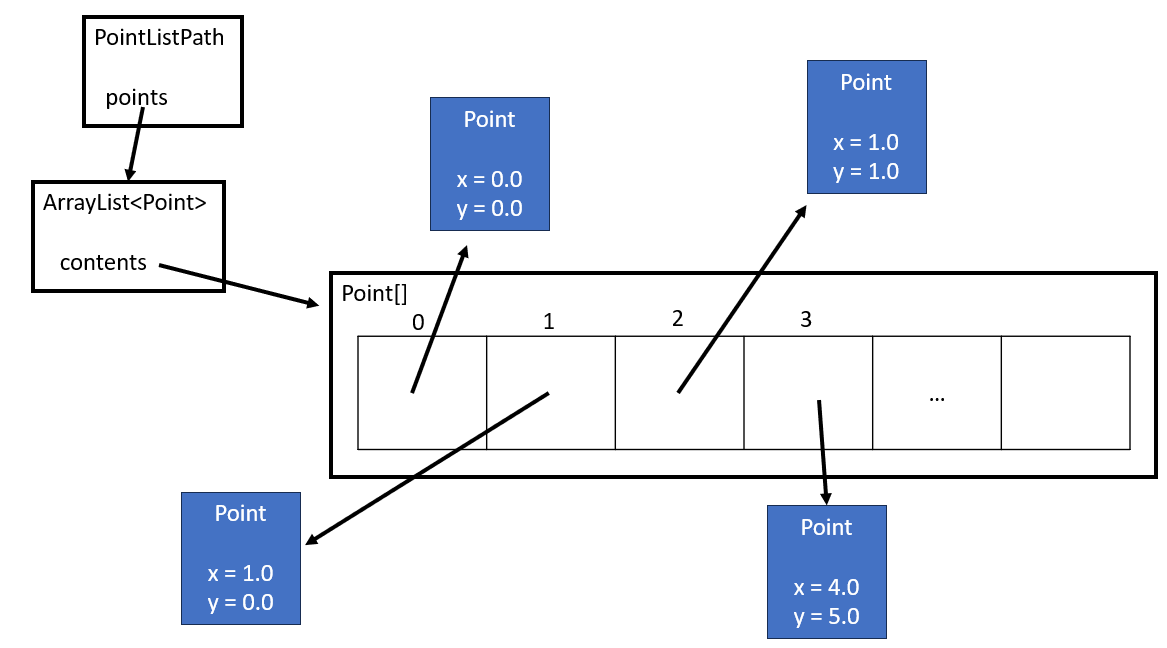 PointListPath
points
ArrayList<Point>
contents
Point
x = 0.0
y = 0.0
Point
x = 1.0
y = 1.0
Point[]
0
1
2
3
...
Point
x = 1.0
y = 0.0
Point
x = 4.0
y = 5.0